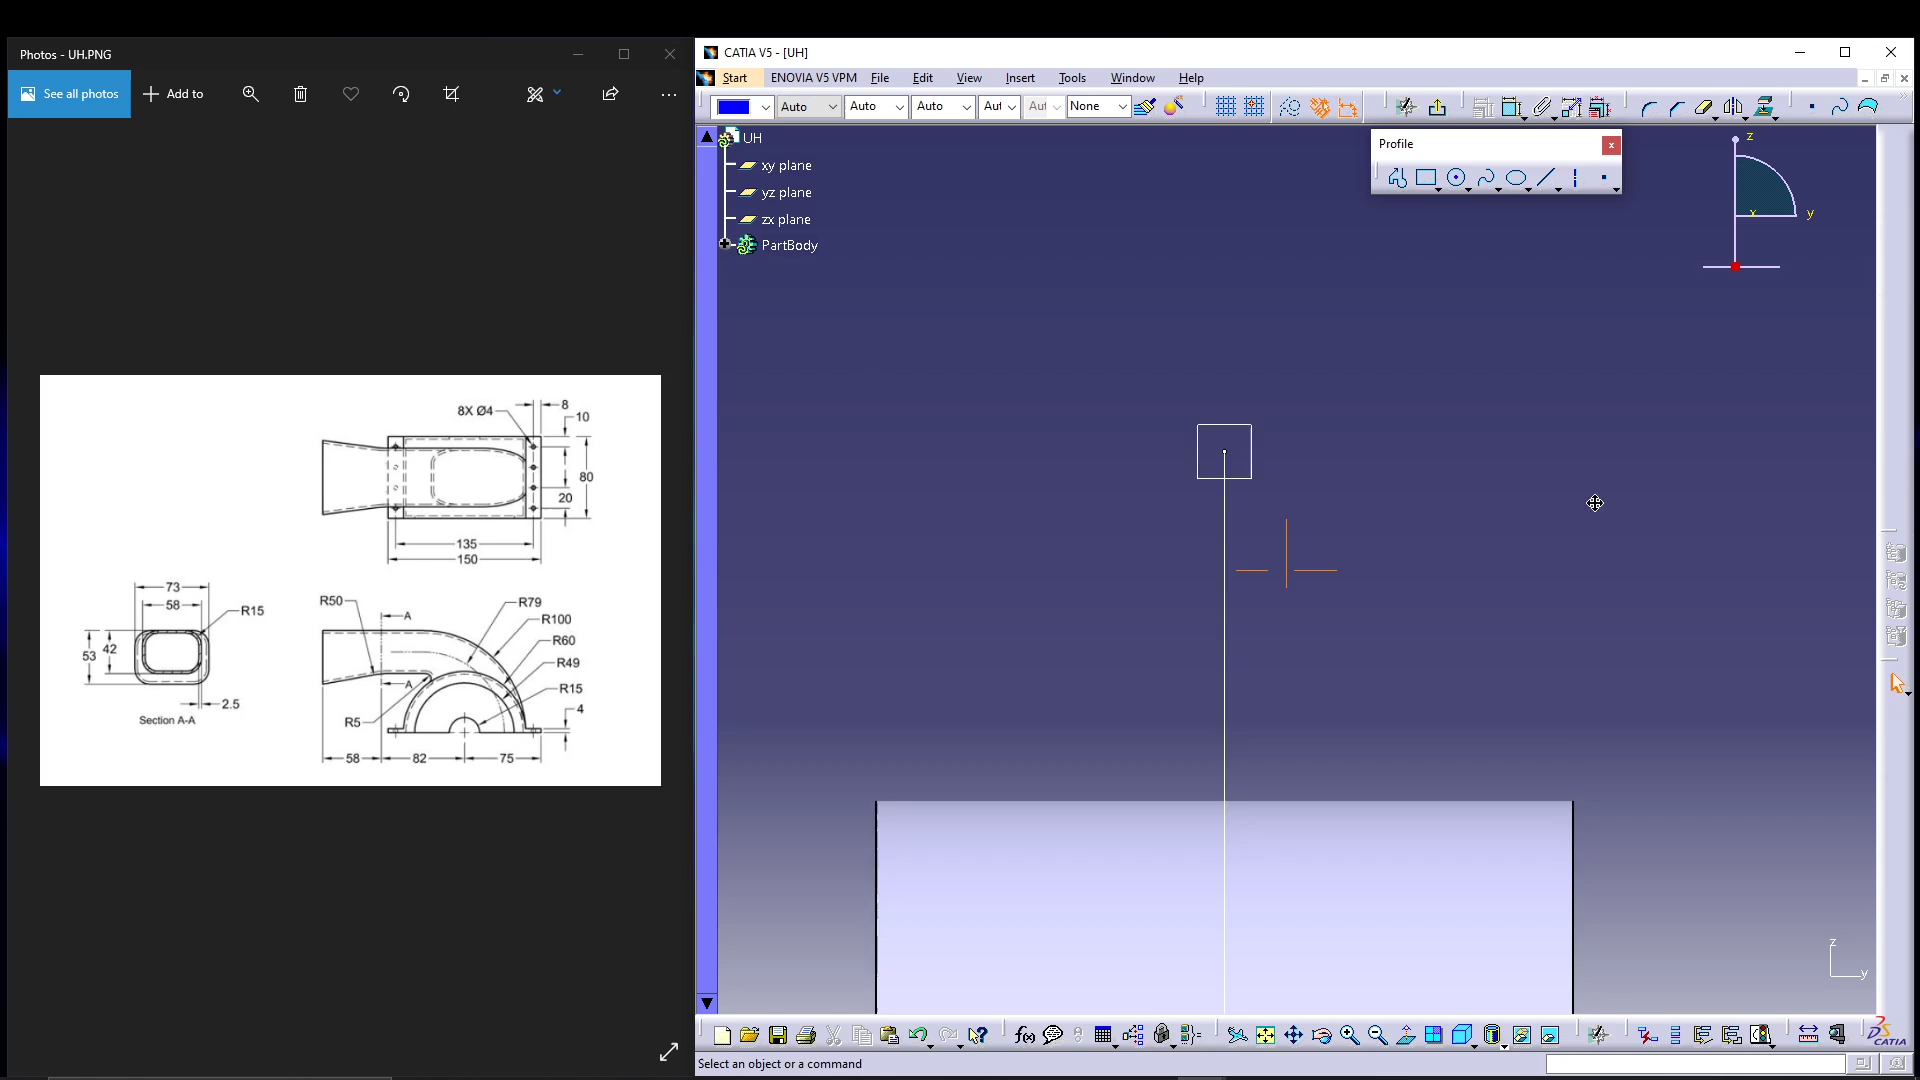 Photos - UH.PNG
See all photos
Add to
8X Ø4
8
10
80
20
135
150
73
58
R15
53
42
2.5
Section A-A
R50
A
R79
R100
R60
R49
R15
A
R5
4
58
82
75
CATIA V5 - [UH]
Start
ENOVIA V5 VPM
File
Edit
View
Insert
Tools
Window
Help
Auto
Auto
Auto
Aut
Aut
None
UH
xy plane
yz plane
zx plane
PartBody
Profile
z
x
y
z
y
f(x)
CATIA
Select an object or a command